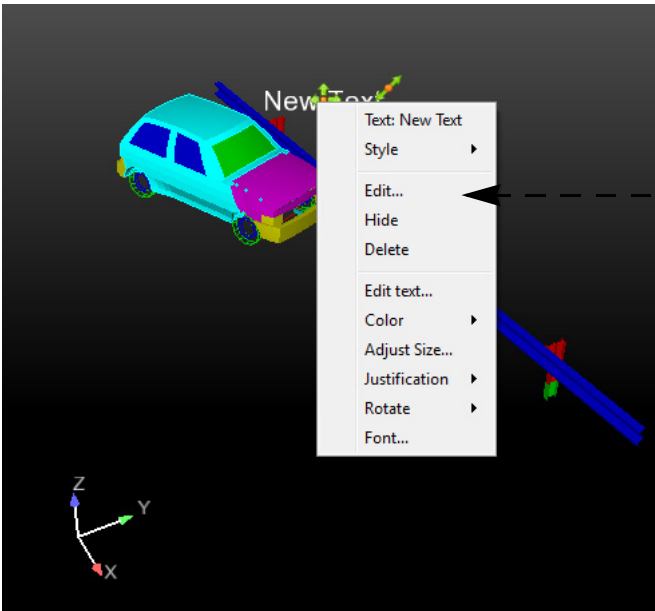 New Text
Text: New Text
Style
Edit...
Hide
Delete
Edit text...
Color
Adjust Size...
Justification
Rotate
Font...
Z
Y
X